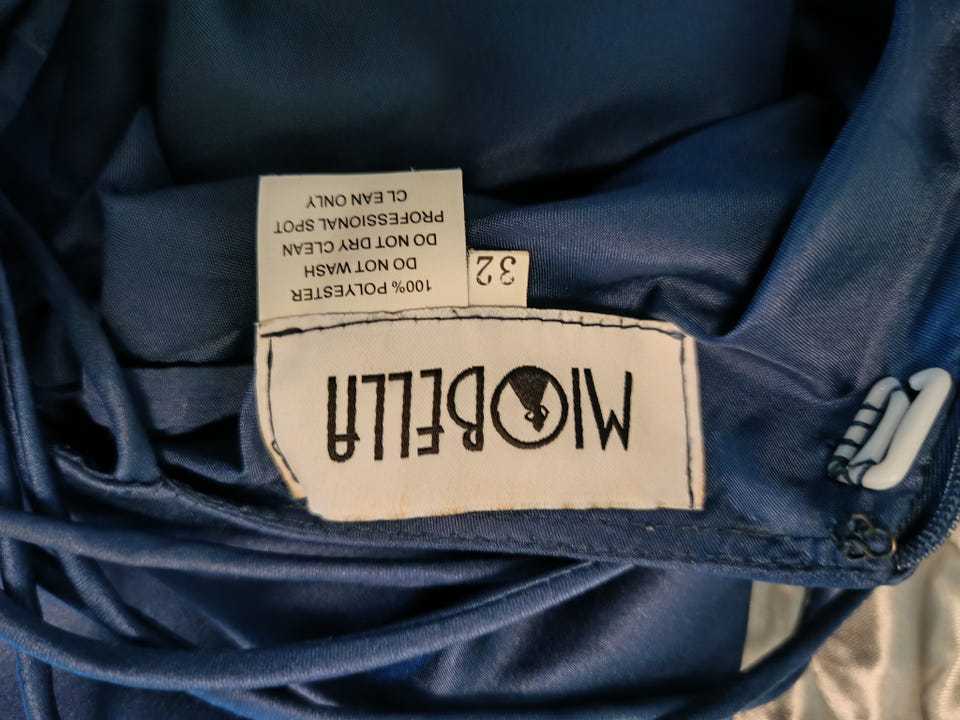 MIOBELLA
32
100% POLYESTER
DO NOT WASH
DO NOT DRY CLEAN
PROFESSIONAL SPOT
CLEAN ONLY